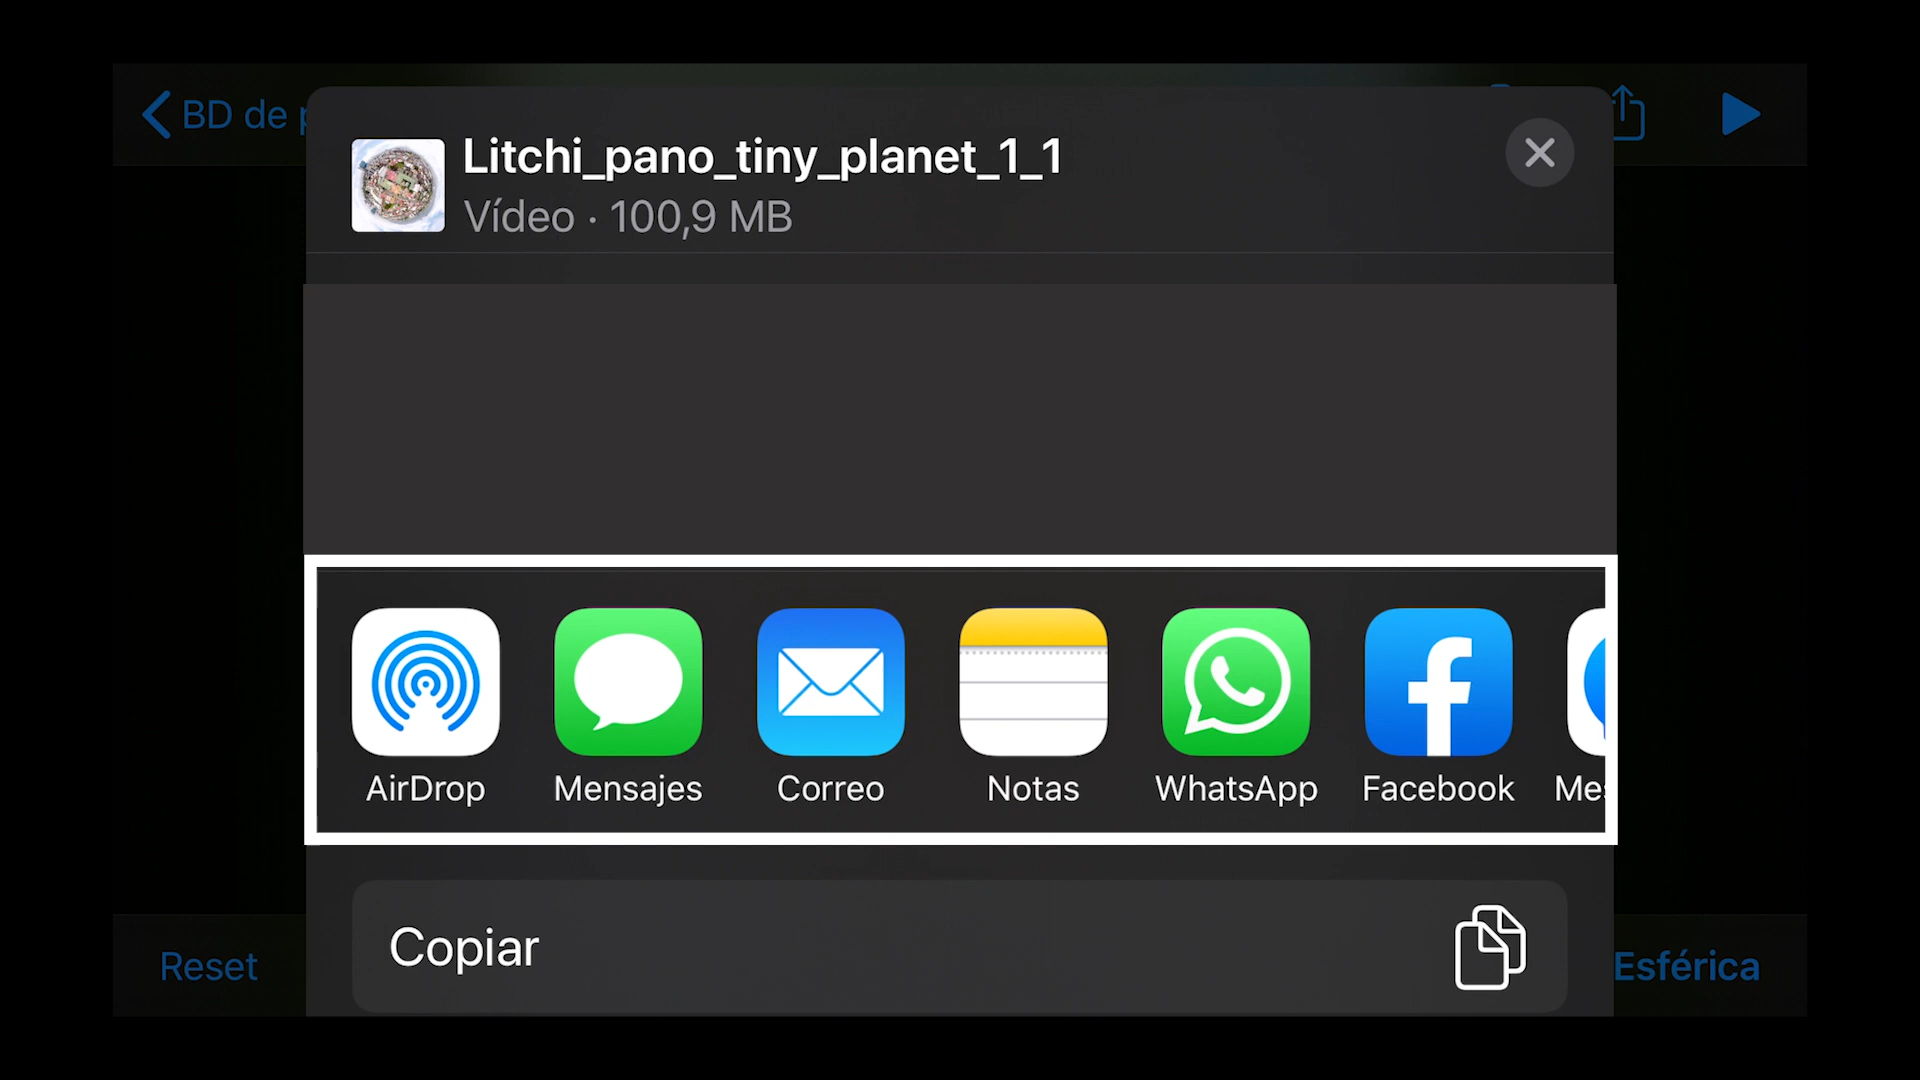 BD de
Litchi_pano_tiny_planet_1_1
Vídeo · 100,9 MB
AirDrop
Mensajes
Correo
Notas
WhatsApp
Facebook
Copiar
Reset
Esférica